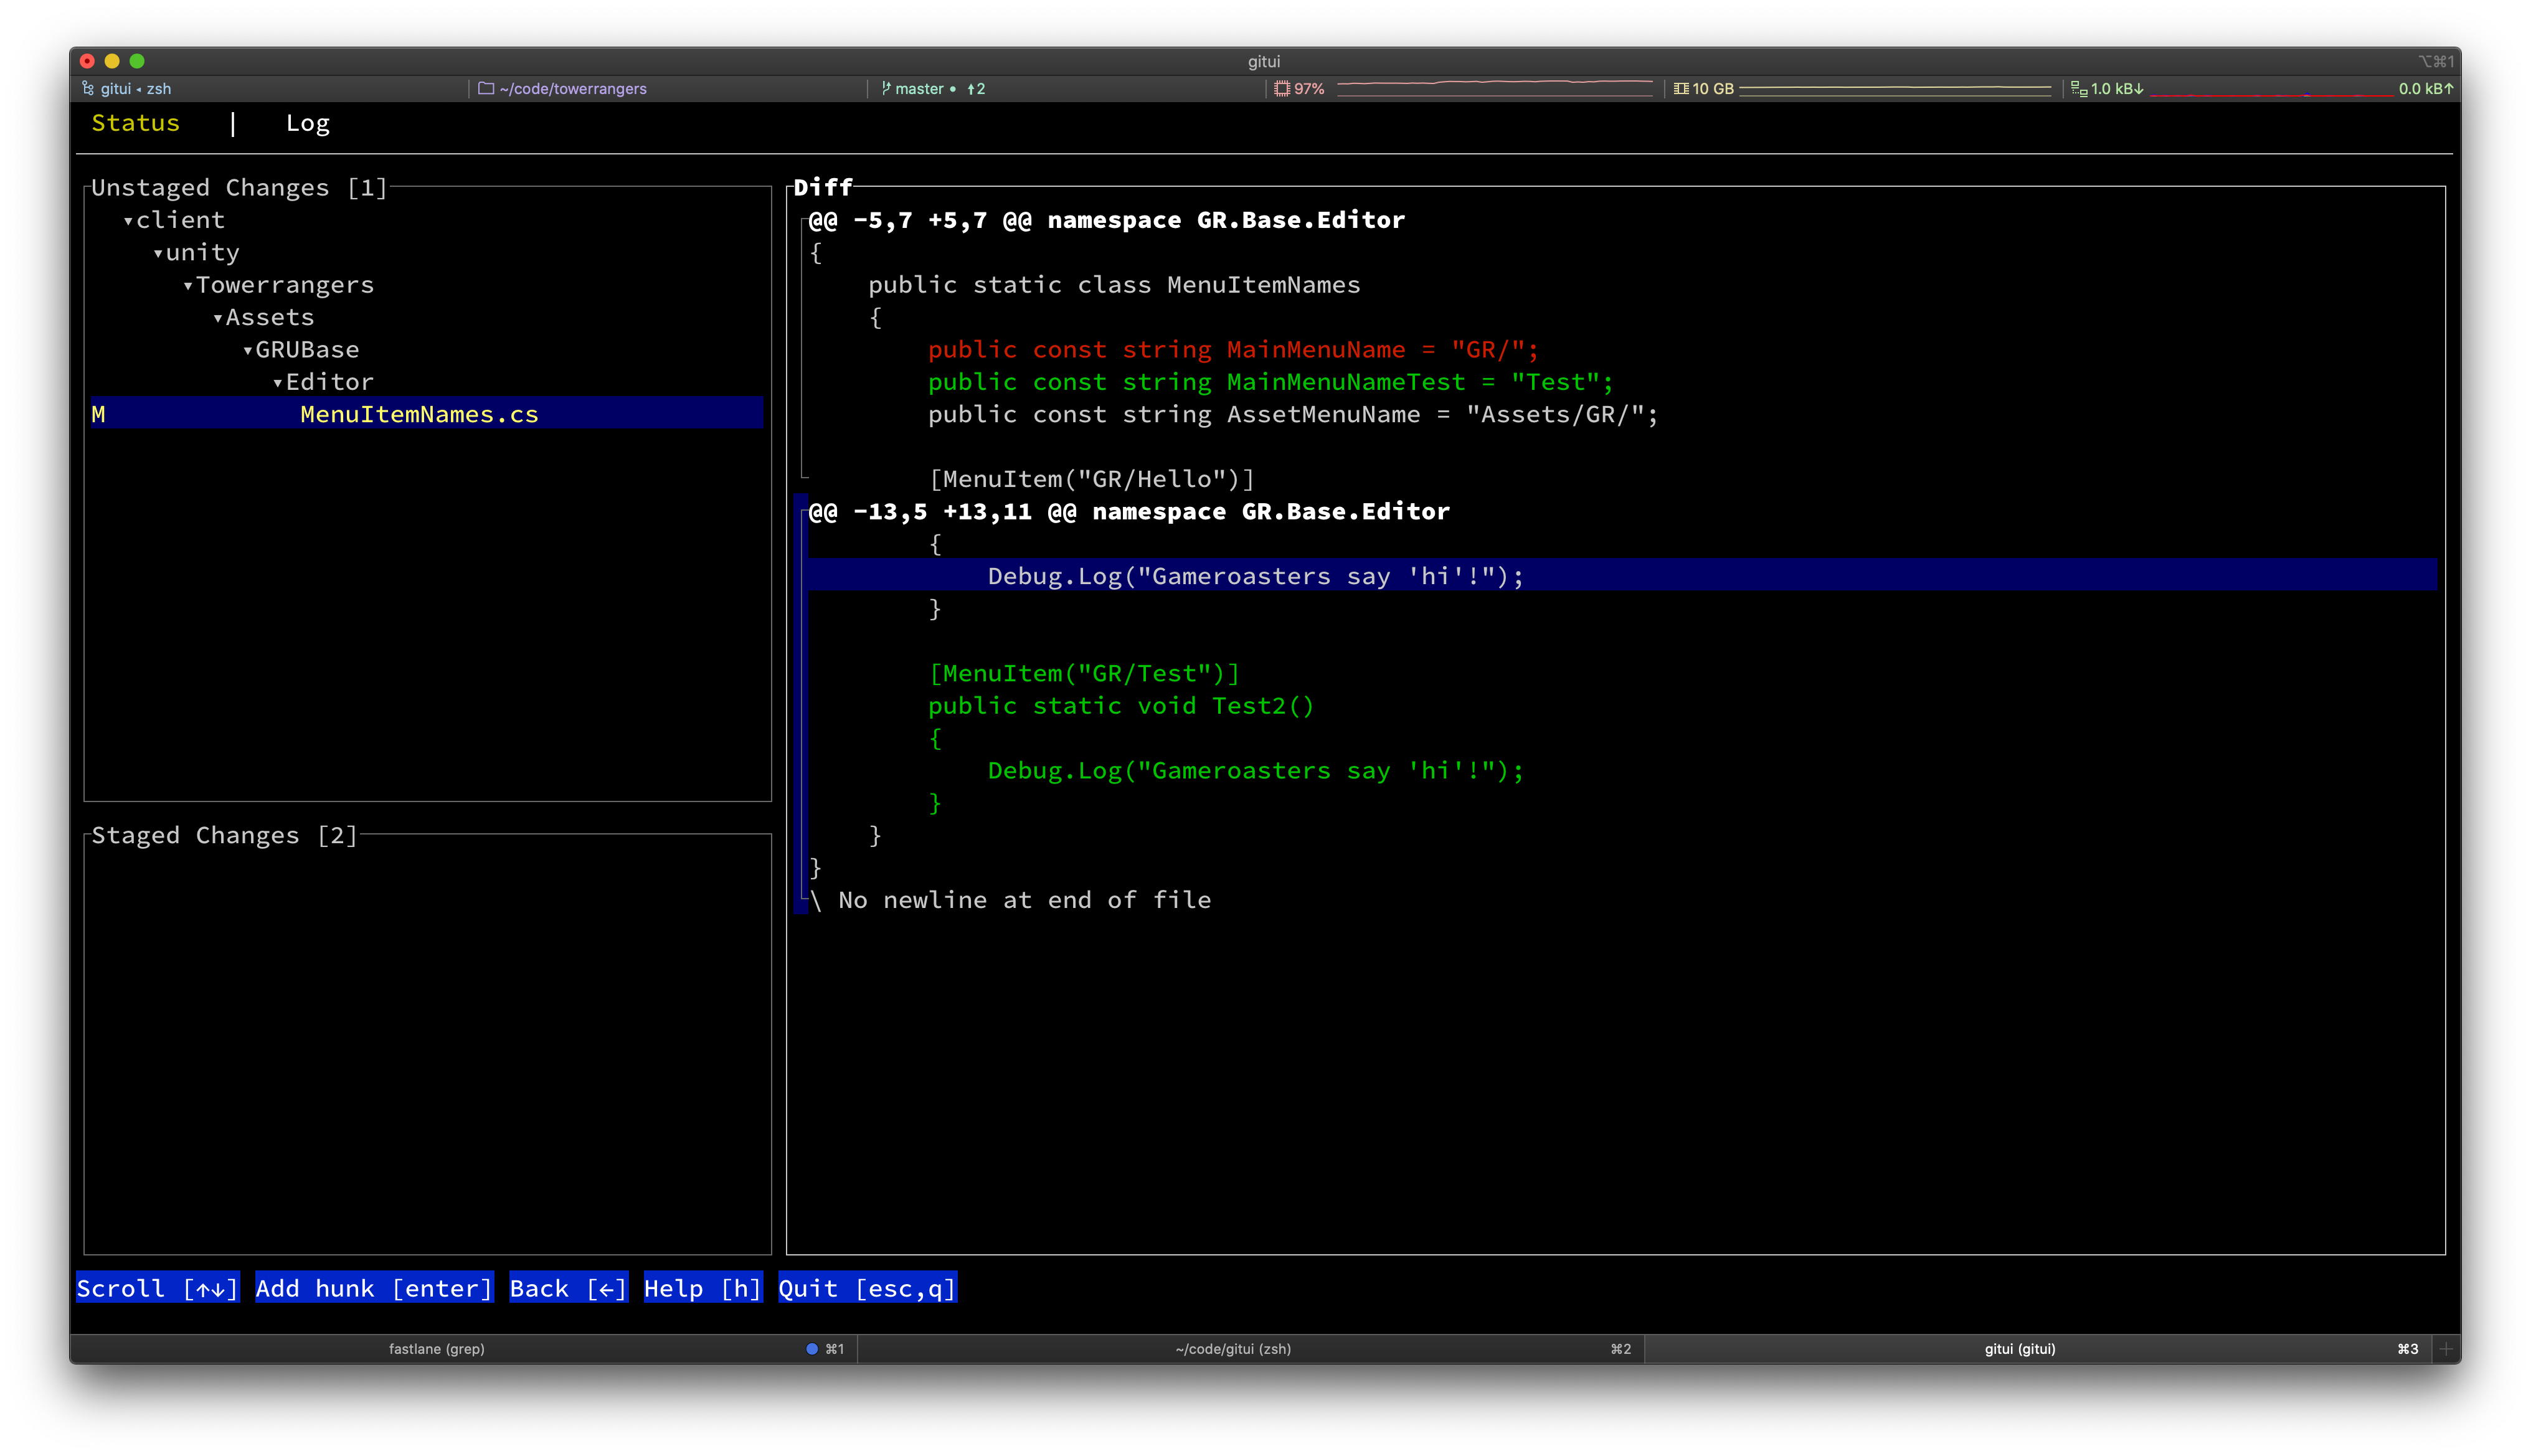 gitui
⌥⌘1
gitui ◂ zsh
~/code/towerrangers
master • ↑2
97%
10 GB
1.0 kB↓
0.0 kB↑
Status | Log
Unstaged Changes [1]
▾client
▾unity
▾Towerrangers
▾Assets
▾GRUBase
▾Editor
M MenuItemNames.cs
Staged Changes [2]
Diff
@@ -5,7 +5,7 @@ namespace GR.Base.Editor
{
    public static class MenuItemNames
    {
        public const string MainMenuName = "GR/";
        public const string MainMenuNameTest = "Test";
        public const string AssetMenuName = "Assets/GR/";
        [MenuItem("GR/Hello")]
@@ -13,5 +13,11 @@ namespace GR.Base.Editor
        {
            Debug.Log("Gameroasters say 'hi'!");
        }
        [MenuItem("GR/Test")]
        public static void Test2()
        {
            Debug.Log("Gameroasters say 'hi'!");
        }
    }
}
\ No newline at end of file
Scroll [↑↓] Add hunk [enter] Back [←] Help [h] Quit [esc,q]
fastlane (grep) ⌘1
~/code/gitui (zsh) ⌘2
gitui (gitui) ⌘3